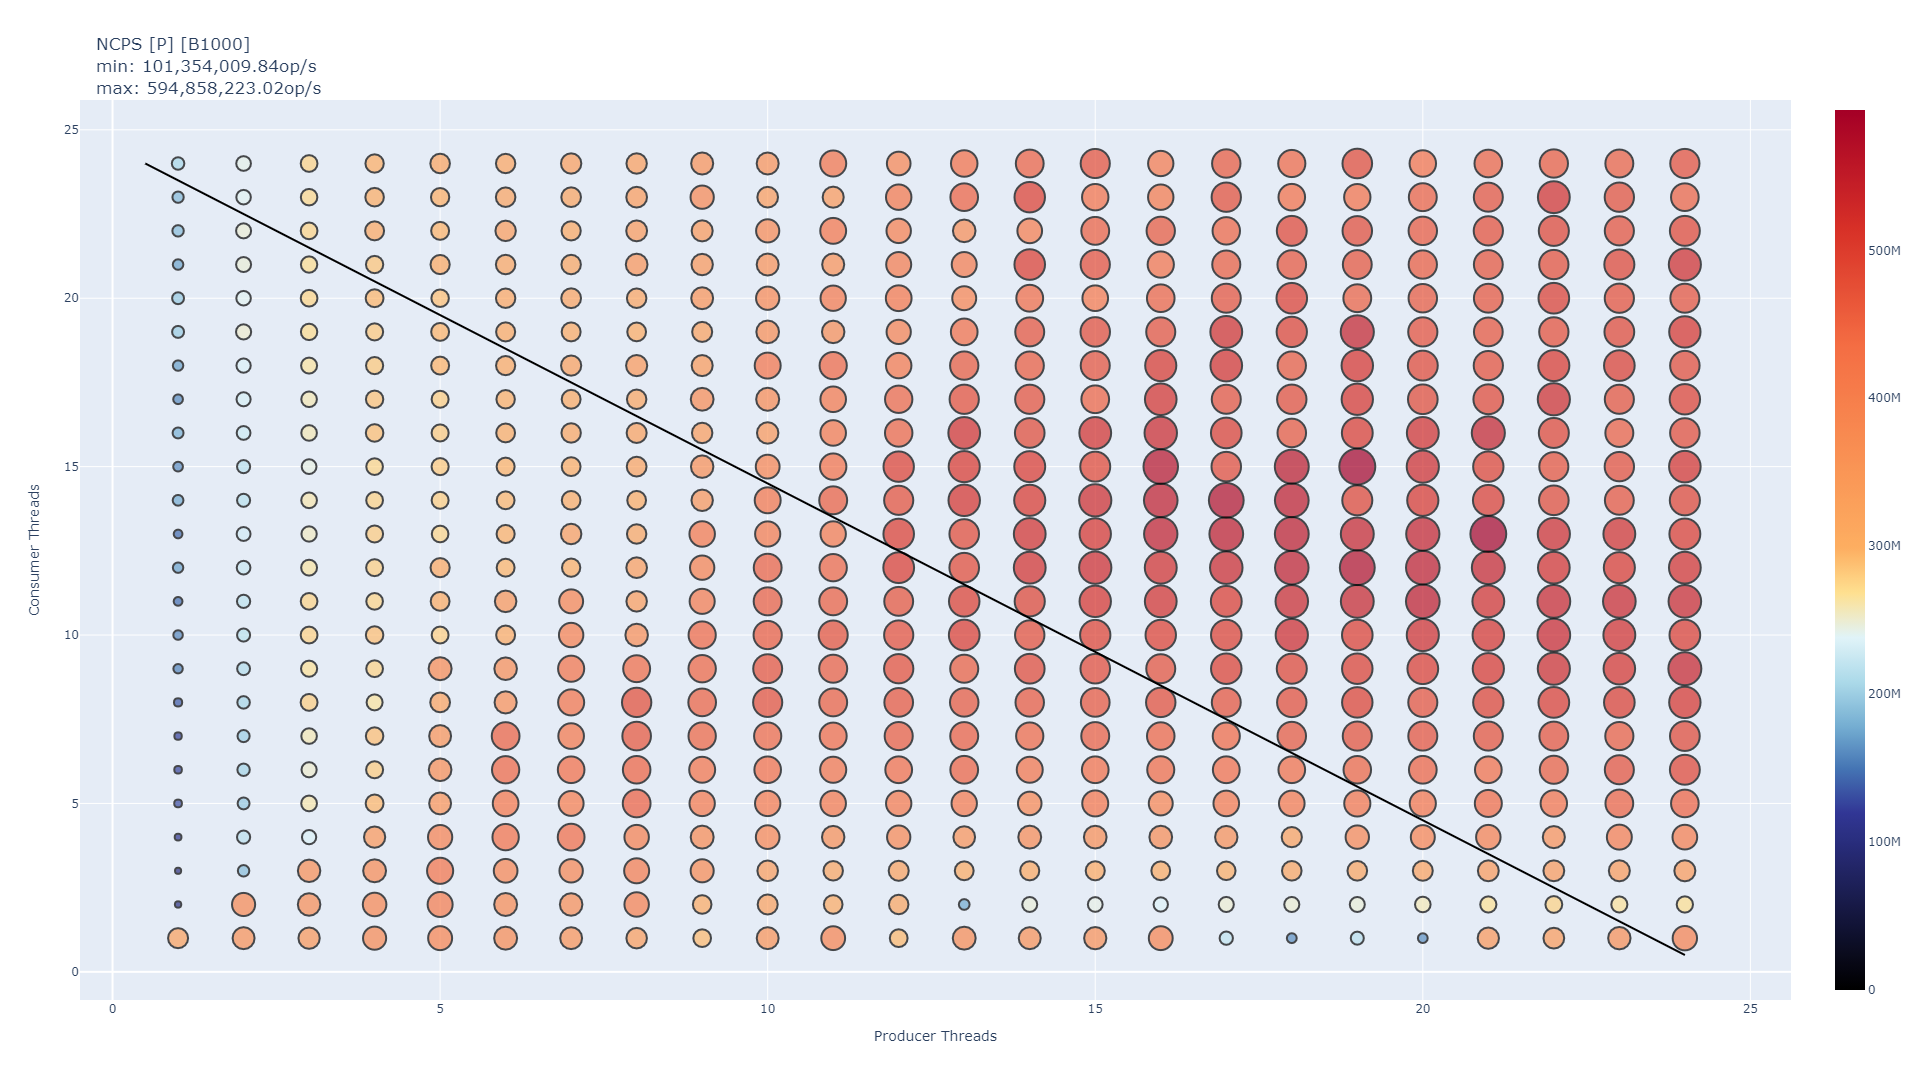 NCPS [P] [B1000]
min: 101,354,009.84op/s
max: 594,858,223.02op/s
25
20
15
10
5
0
Consumer Threads
0
5
10
15
20
25
Producer Threads
500M
400M
300M
200M
100M
0